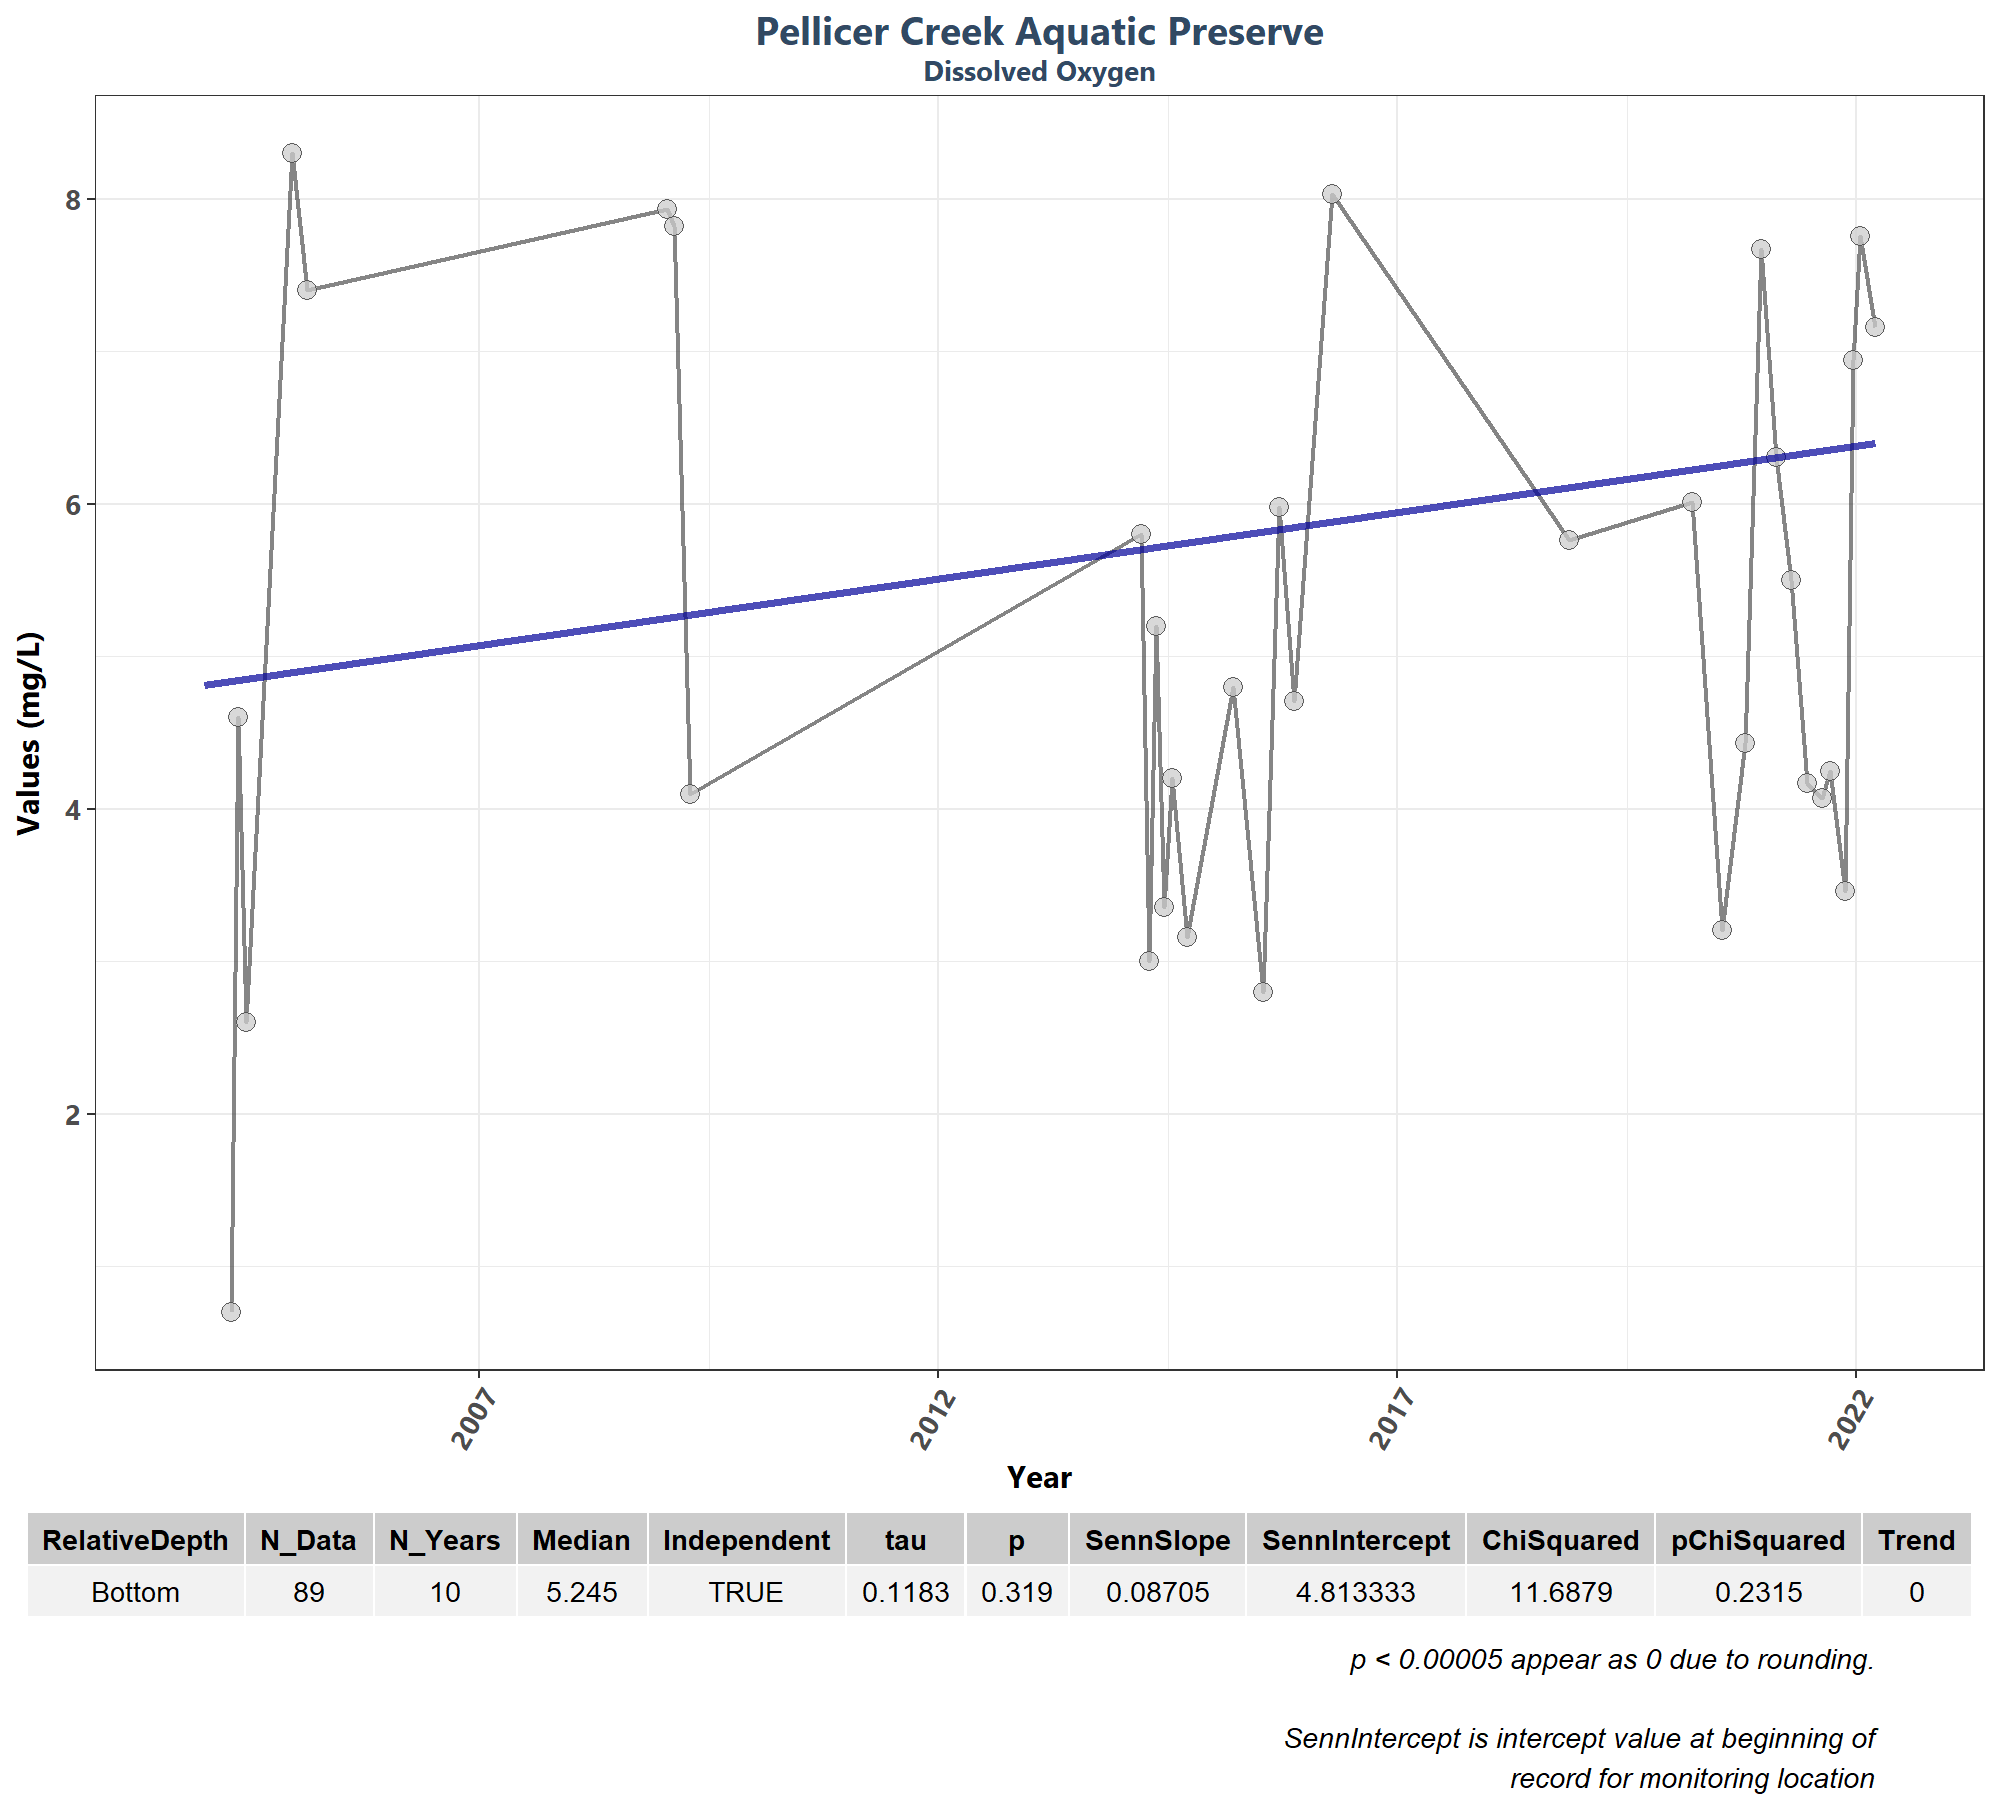 Pellicer Creek Aquatic Preserve
Dissolved Oxygen
Values (mg/L)
8
6
4
2
2007
2012
2017
2022
Year
RelativeDepth N_Data N_Years Median Independent tau p SennSlope SennIntercept ChiSquared pChiSquared Trend
Bottom 89 10 5.245 TRUE 0.1183 0.319 0.08705 4.813333 11.6879 0.2315 0
p < 0.00005 appear as 0 due to rounding.
SennIntercept is intercept value at beginning of
record for monitoring location